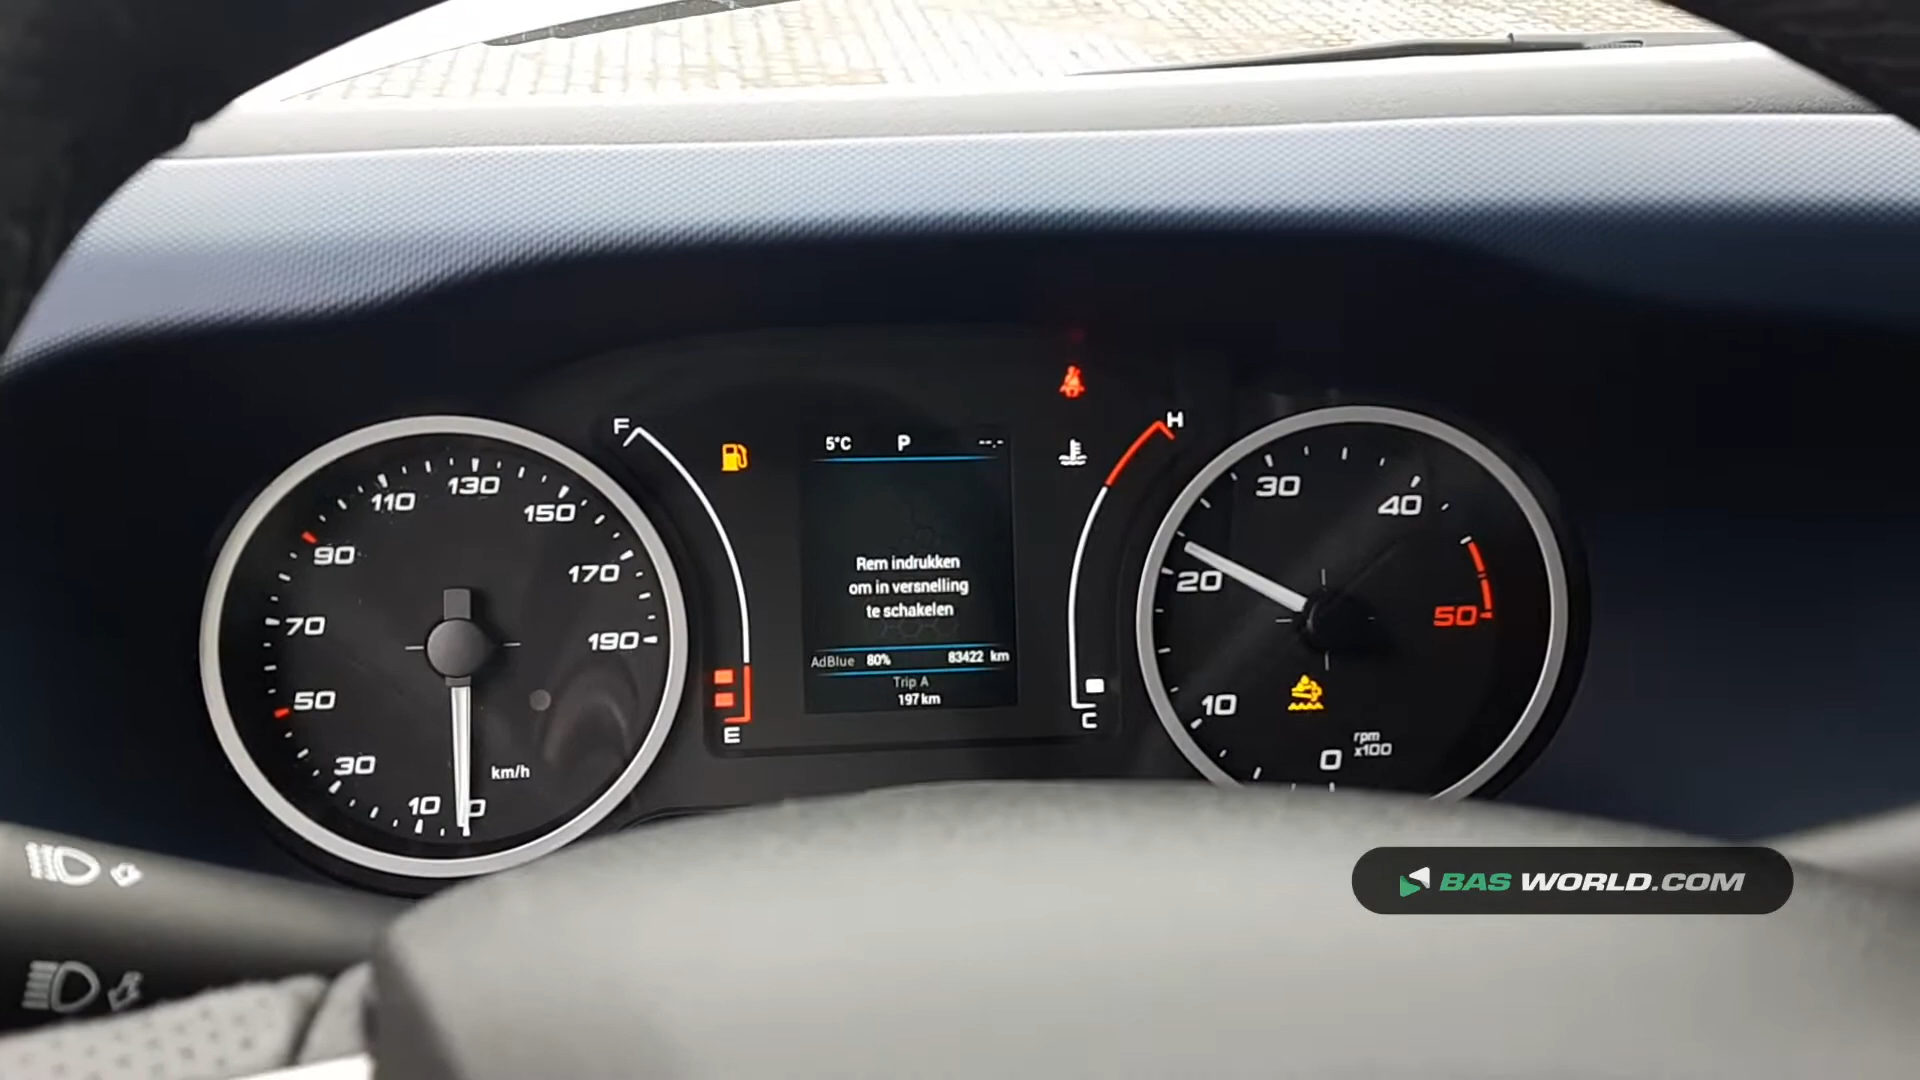 5°C P --.-
Rem indrukken
om in versnelling
te schakelen
AdBlue 80% 83422 km
Trip A
197 km
F
E
H
C
10 30 50 70 90 110 130 150 170 190
0
km/h
0 10 20 30 40 50
rpm
x100
BAS WORLD.COM